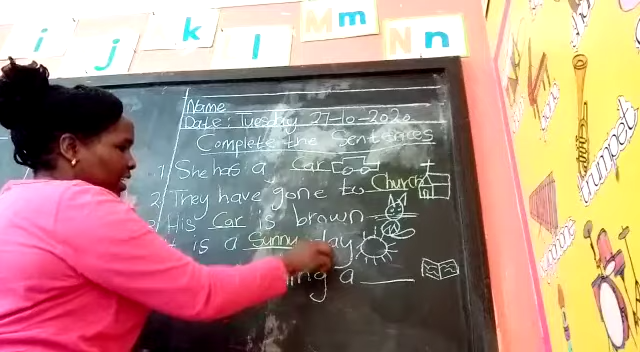 i j k l Mm Nn
Name
Date: Tuesday 27-10-2020
Complete the Sentences
1. She has a car
2. They have gone to Church
His Car is brown
is a Sunny day
ing a
trumpet